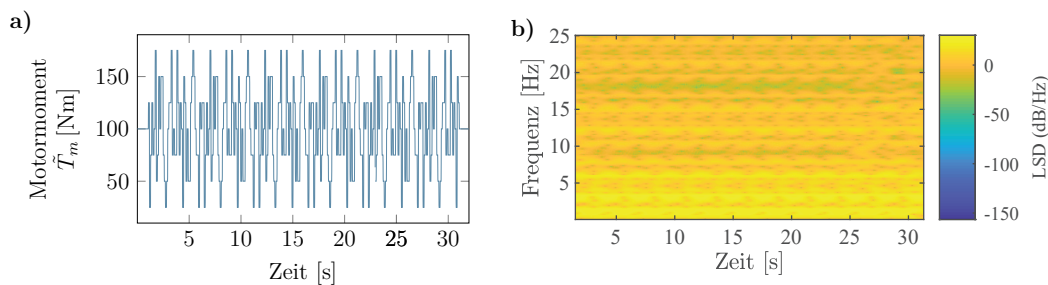 a)
Motormoment
T̃m [Nm]
150
100
50
5 10 15 20 25 30
Zeit [s]
b)
Frequenz [Hz]
25
20
15
10
5
5 10 15 20 25 30
Zeit [s]
0
-50
-100
-150
LSD (dB/Hz)